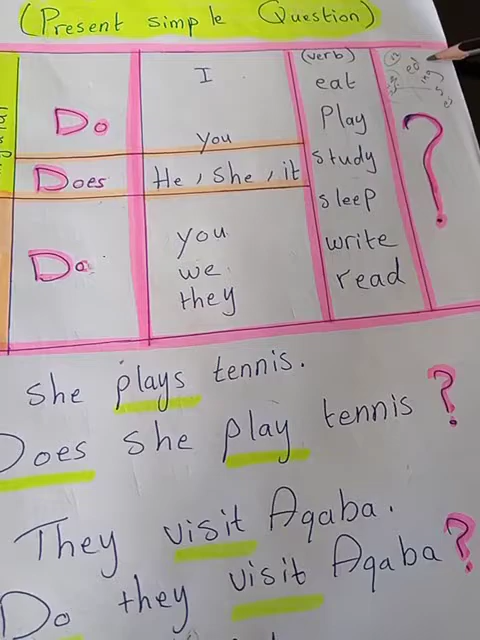 (Present simple Question)
(verb)
I eat
Do Play
you
Does He, she, it study
sleep
you write
Do we read
they
?
she plays tennis.
Does she play tennis ?
They visit Aqaba.
Do they visit Aqaba ?